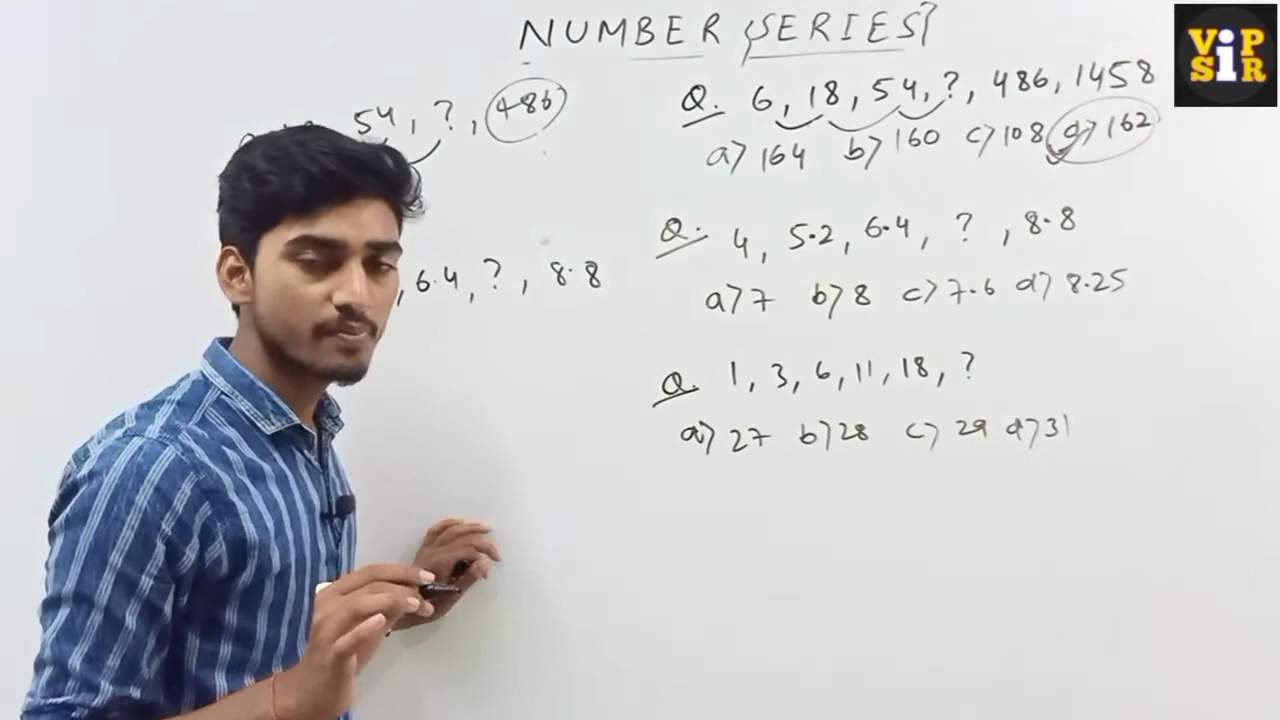 NUMBER SERIES
ViP
SiR
54, ?, 486
, 6.4, ?, 8.8
Q. 6, 18, 54, ?, 486, 1458
a) 164 b) 160 c) 108 d) 162
Q. 4, 5.2, 6.4, ?, 8.8
a) 7 b) 8 c) 7.6 d) 8.25
Q. 1, 3, 6, 11, 18, ?
a) 27 b) 28 c) 29 d) 31